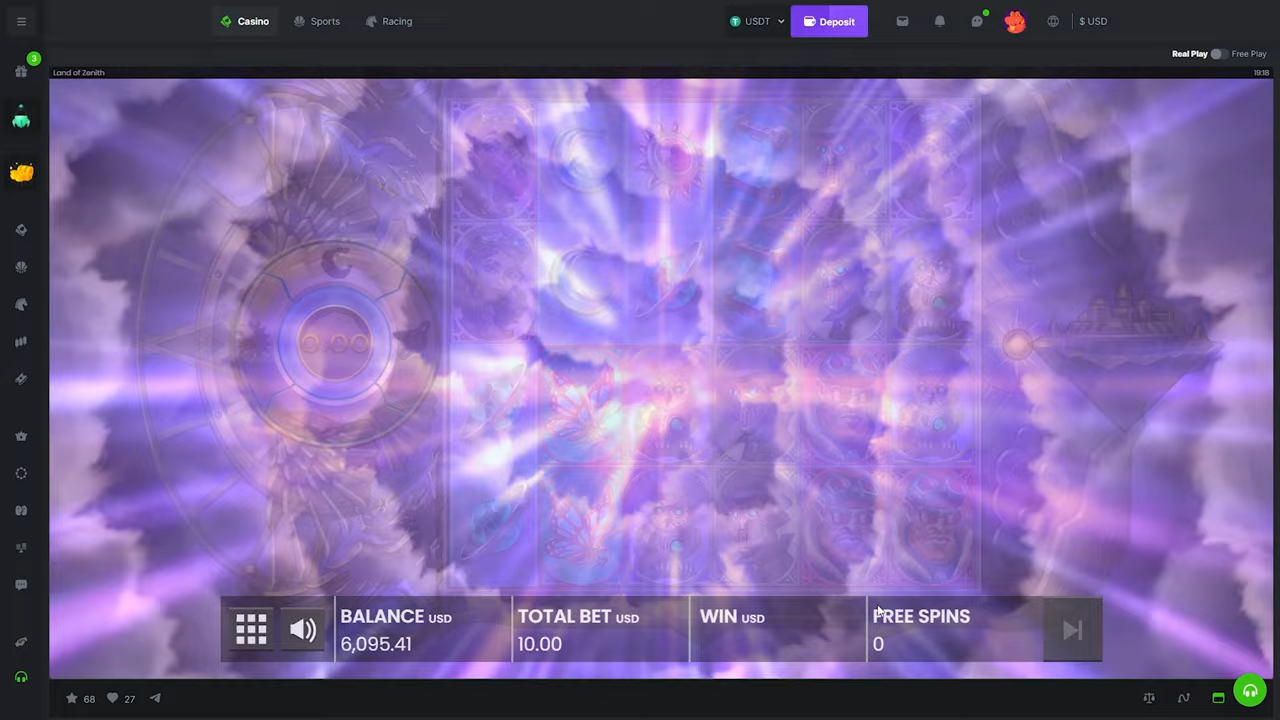 Casino
Sports
Racing
USDT
Deposit
$ USD
3
Real Play
Free Play
Land of Zenith
19:18
BALANCE USD
6,095.41
TOTAL BET USD
10.00
WIN USD
FREE SPINS
0
68
27